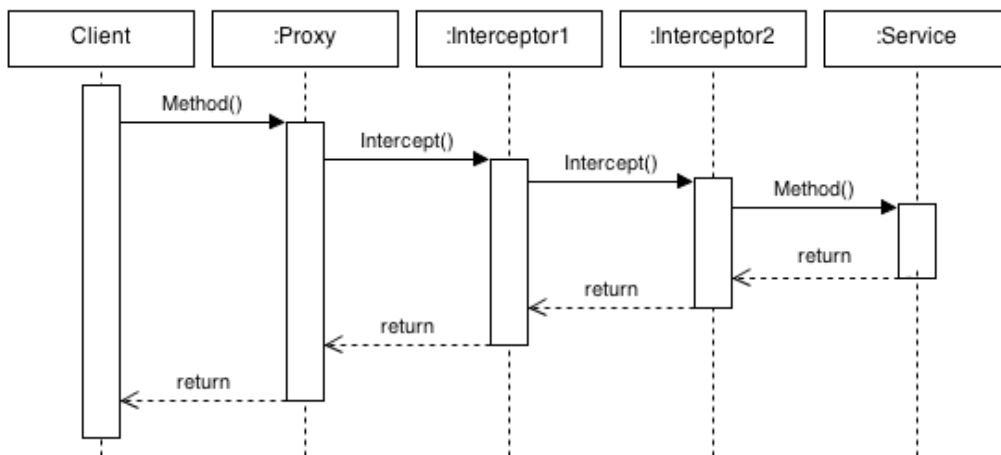 Client
:Proxy
:Interceptor1
:Interceptor2
:Service
Method()
Intercept()
Intercept()
Method()
return
return
return
return